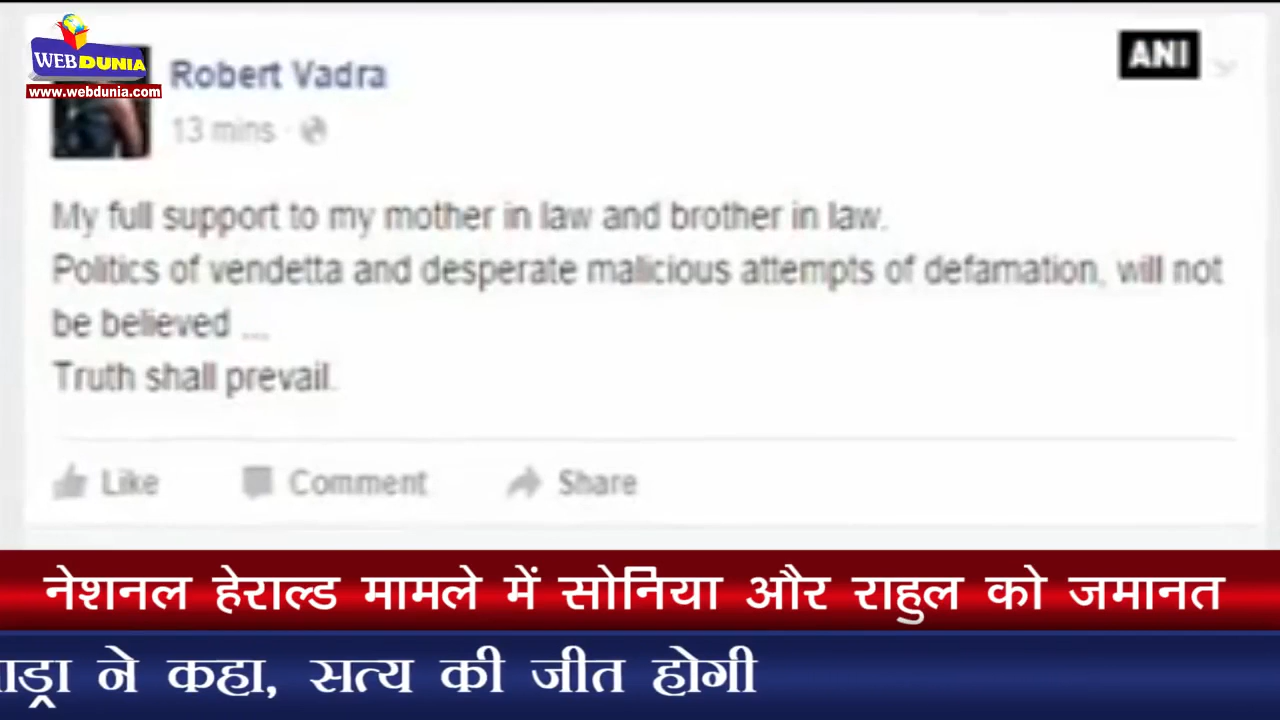 WEBDUNIA
www.webdunia.com
ANI
Robert Vadra
13 mins ·
My full support to my mother in law and brother in law.
Politics of vendetta and desperate malicious attempts of defamation, will not
be believed ....
Truth shall prevail.
Like Comment Share
नेशनल हेराल्ड मामले में सोनिया और राहुल को जमानत
ने कहा, सत्य की जीत होगी